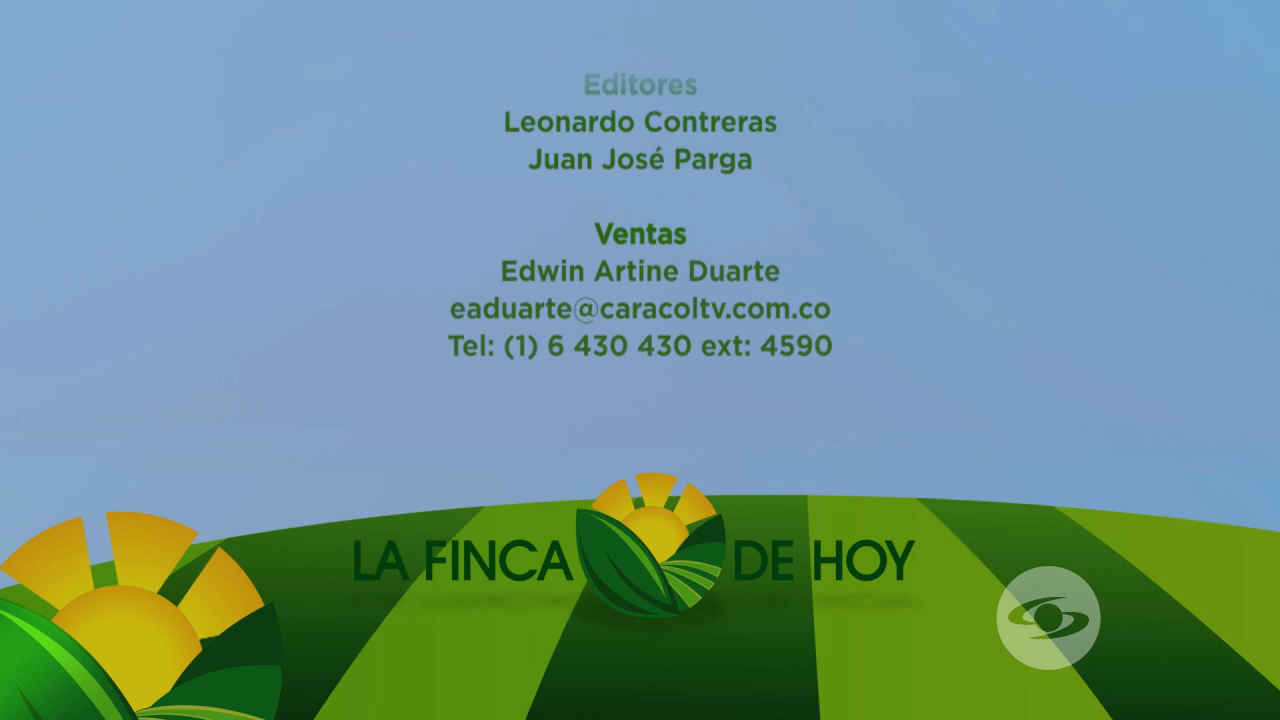 Editores
Leonardo Contreras
Juan José Parga
Ventas
Edwin Artine Duarte
eaduarte@caracoltv.com.co
Tel: (1) 6 430 430 ext: 4590
LA FINCA DE HOY